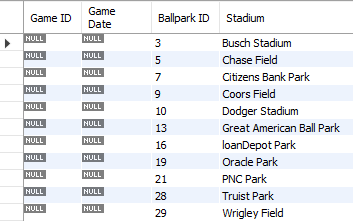 Game ID Game Date Ballpark ID Stadium
NULL NULL 3 Busch Stadium
NULL NULL 5 Chase Field
NULL NULL 7 Citizens Bank Park
NULL NULL 9 Coors Field
NULL NULL 10 Dodger Stadium
NULL NULL 13 Great American Ball Park
NULL NULL 16 loanDepot Park
NULL NULL 19 Oracle Park
NULL NULL 21 PNC Park
NULL NULL 28 Truist Park
NULL NULL 29 Wrigley Field